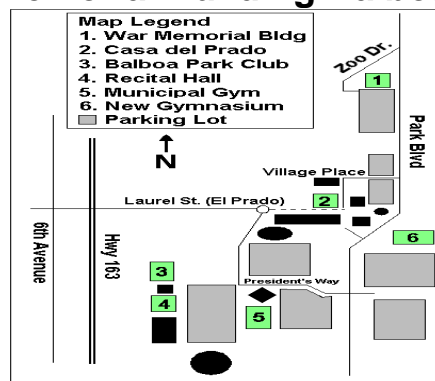 Map Legend
1. War Memorial Bldg
2. Casa del Prado
3. Balboa Park Club
4. Recital Hall
5. Municipal Gym
6. New Gymnasium
Parking Lot
N
Zoo Dr.
1
Park Blvd
Village Place
Laurel St. (El Prado)
2
6th Avenue
Hwy 163
6
3
President's Way
4
5